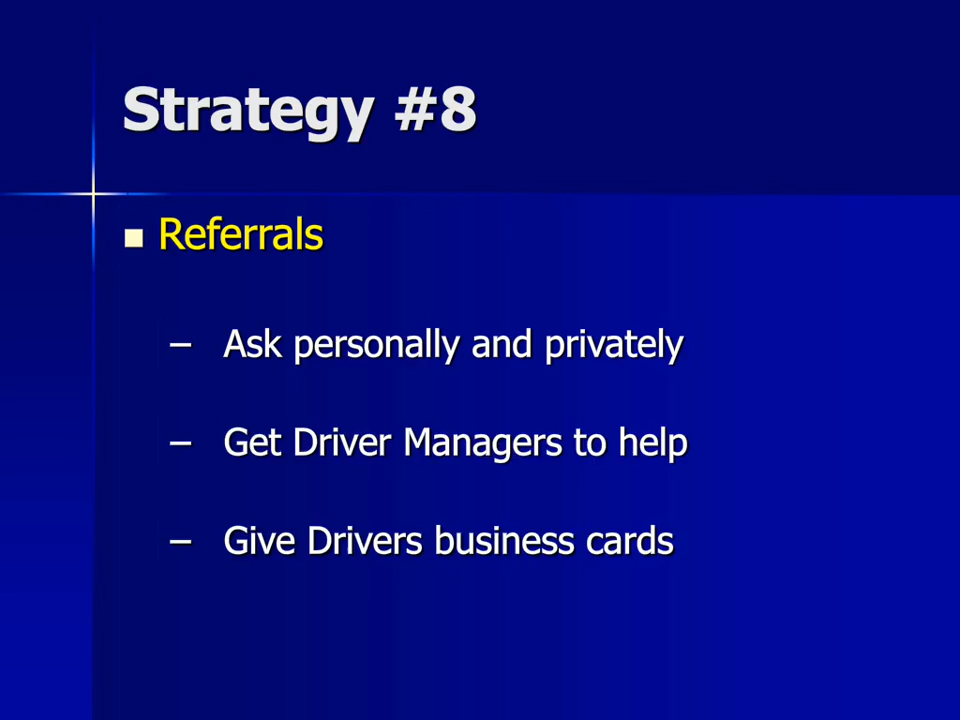 Strategy #8
Referrals
– Ask personally and privately
– Get Driver Managers to help
– Give Drivers business cards